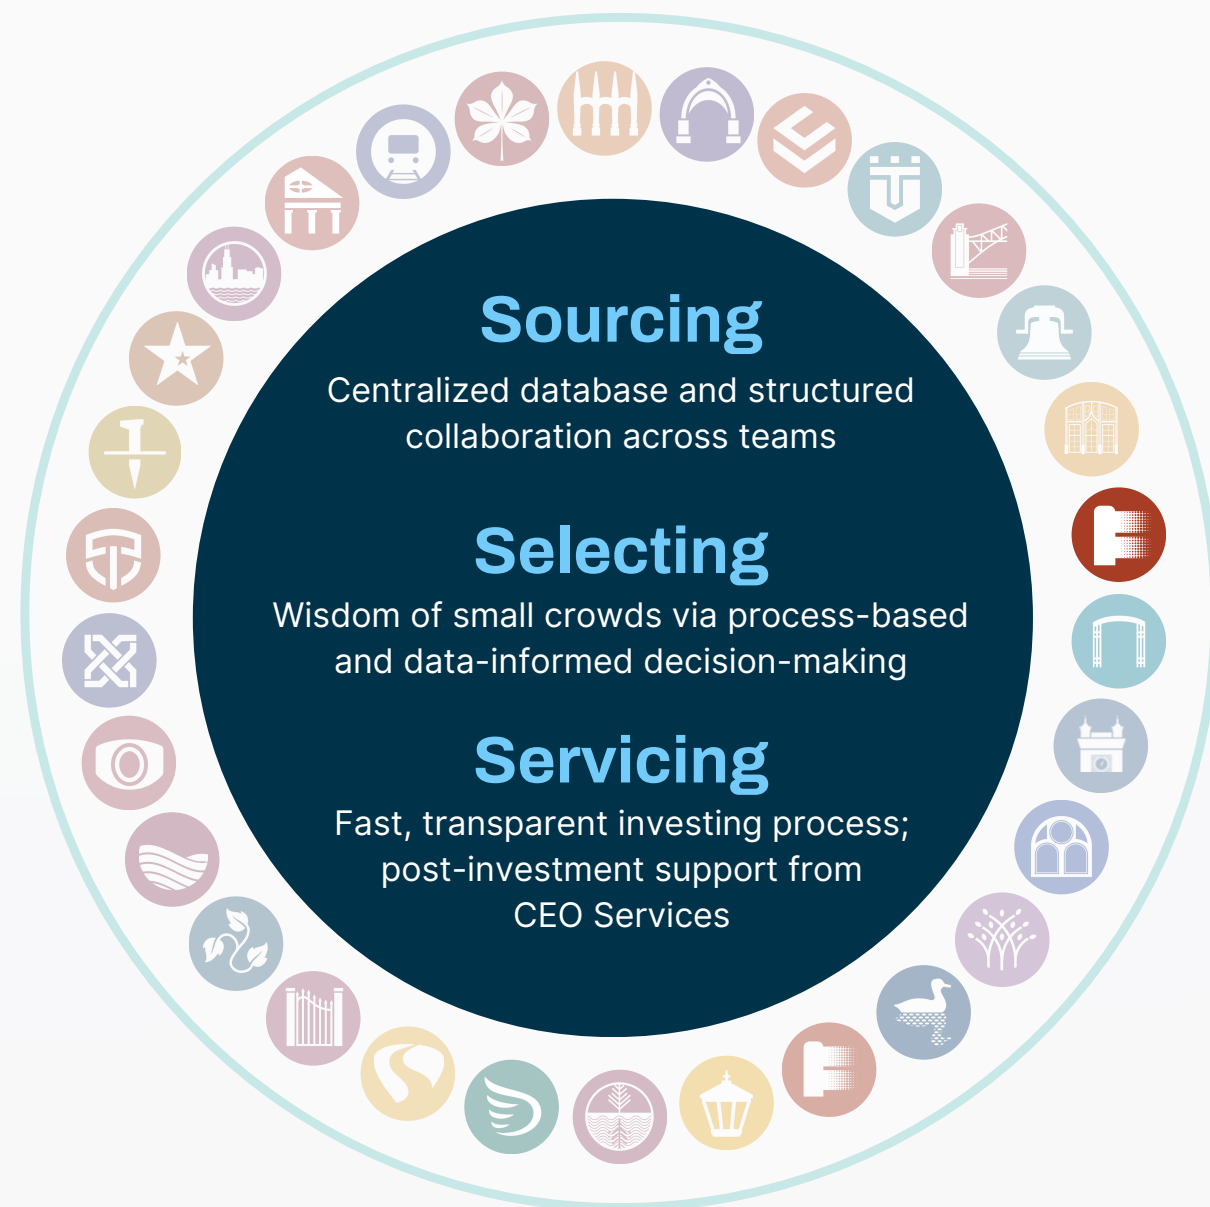 Sourcing
Centralized database and structured
collaboration across teams
Selecting
Wisdom of small crowds via process-based
and data-informed decision-making
Servicing
Fast, transparent investing process;
post-investment support from
CEO Services